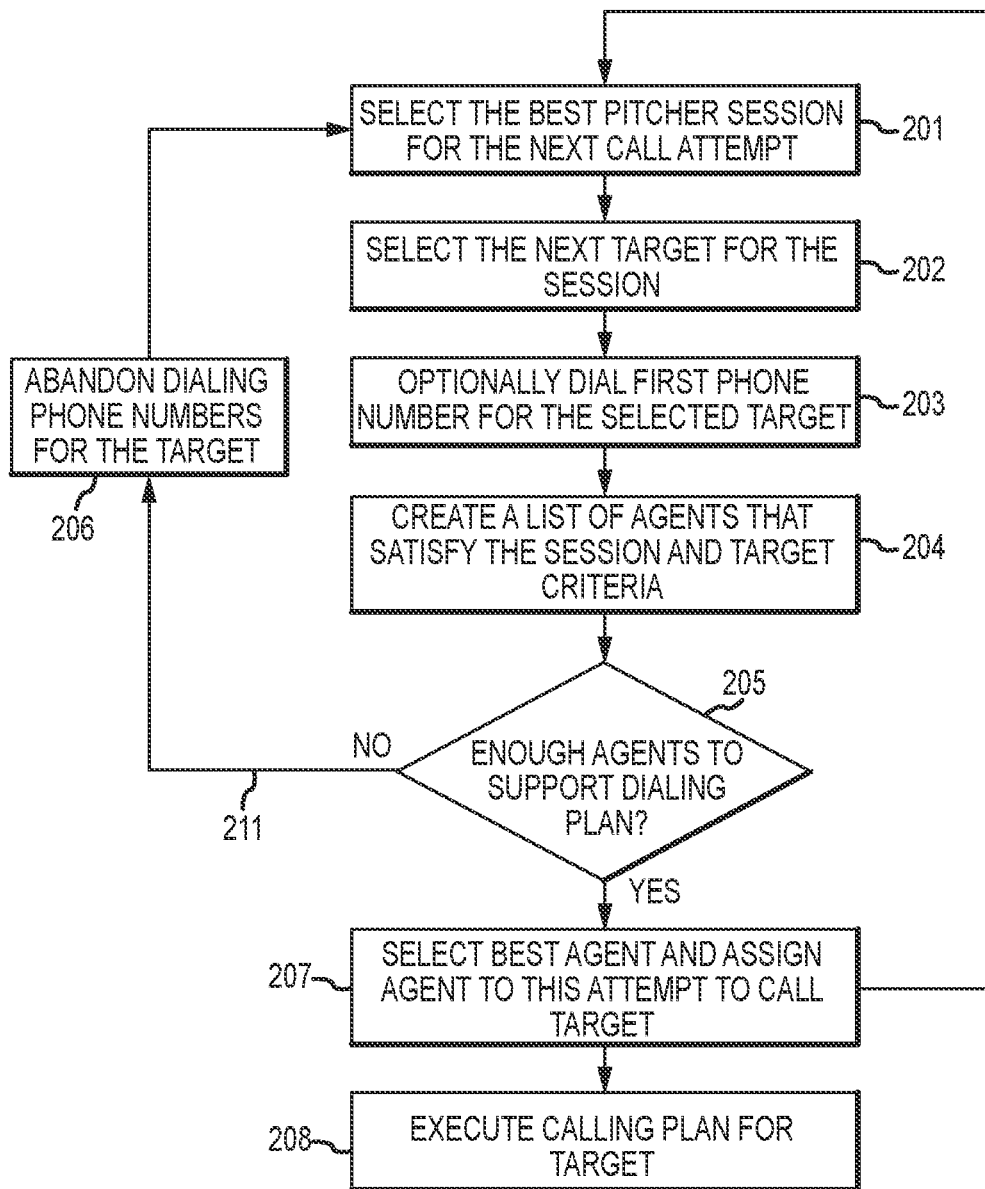 SELECT THE BEST PITCHER SESSION
FOR THE NEXT CALL ATTEMPT
201
SELECT THE NEXT TARGET FOR THE
SESSION
202
OPTIONALLY DIAL FIRST PHONE
NUMBER FOR THE SELECTED TARGET
203
ABANDON DIALING
PHONE NUMBERS
FOR THE TARGET
206
CREATE A LIST OF AGENTS THAT
SATISFY THE SESSION AND TARGET
CRITERIA
204
205
NO
ENOUGH AGENTS TO
SUPPORT DIALING
PLAN?
211
YES
207
SELECT BEST AGENT AND ASSIGN
AGENT TO THIS ATTEMPT TO CALL
TARGET
208
EXECUTE CALLING PLAN FOR
TARGET